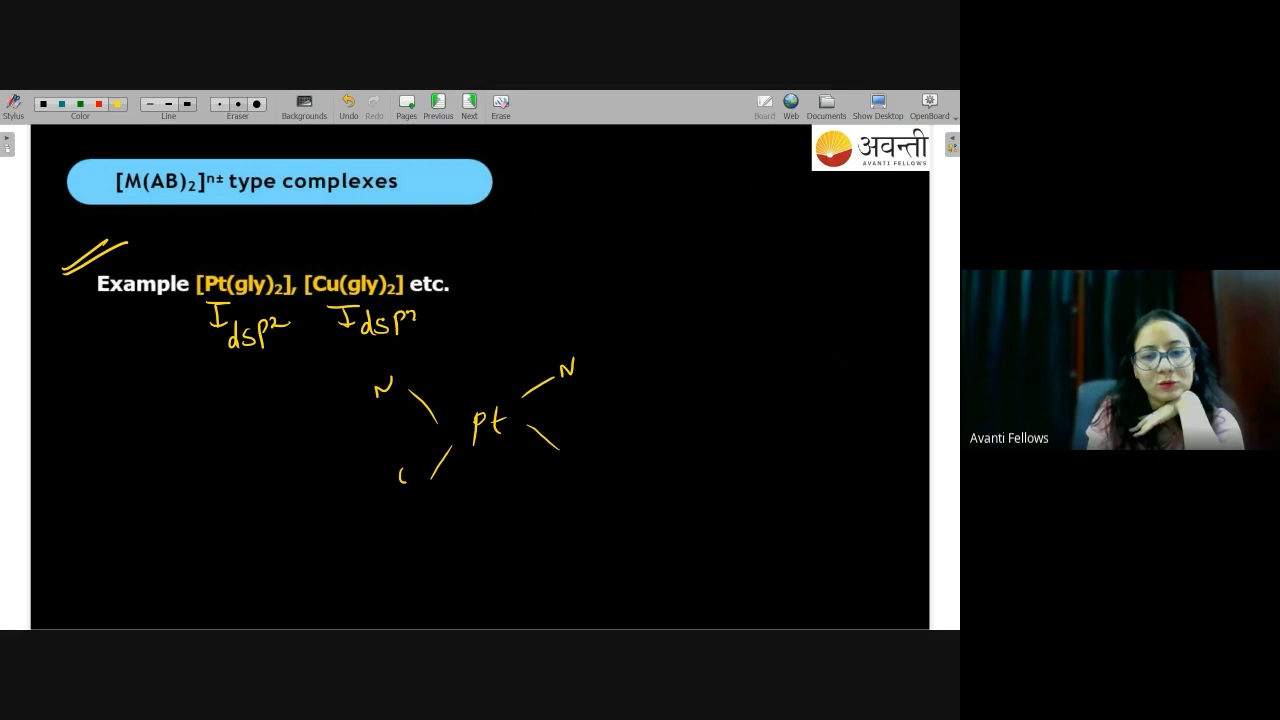 Stylus Color Line Eraser Backgrounds Undo Redo Pages Previous Next Erase Board Web Documents Show Desktop OpenBoard
अवन्ती
AVANTI FELLOWS
[M(AB)₂]ⁿ± type complexes
Example [Pt(gly)₂], [Cu(gly)₂] etc.
dsp² dsp²
N N
Pt
Avanti Fellows